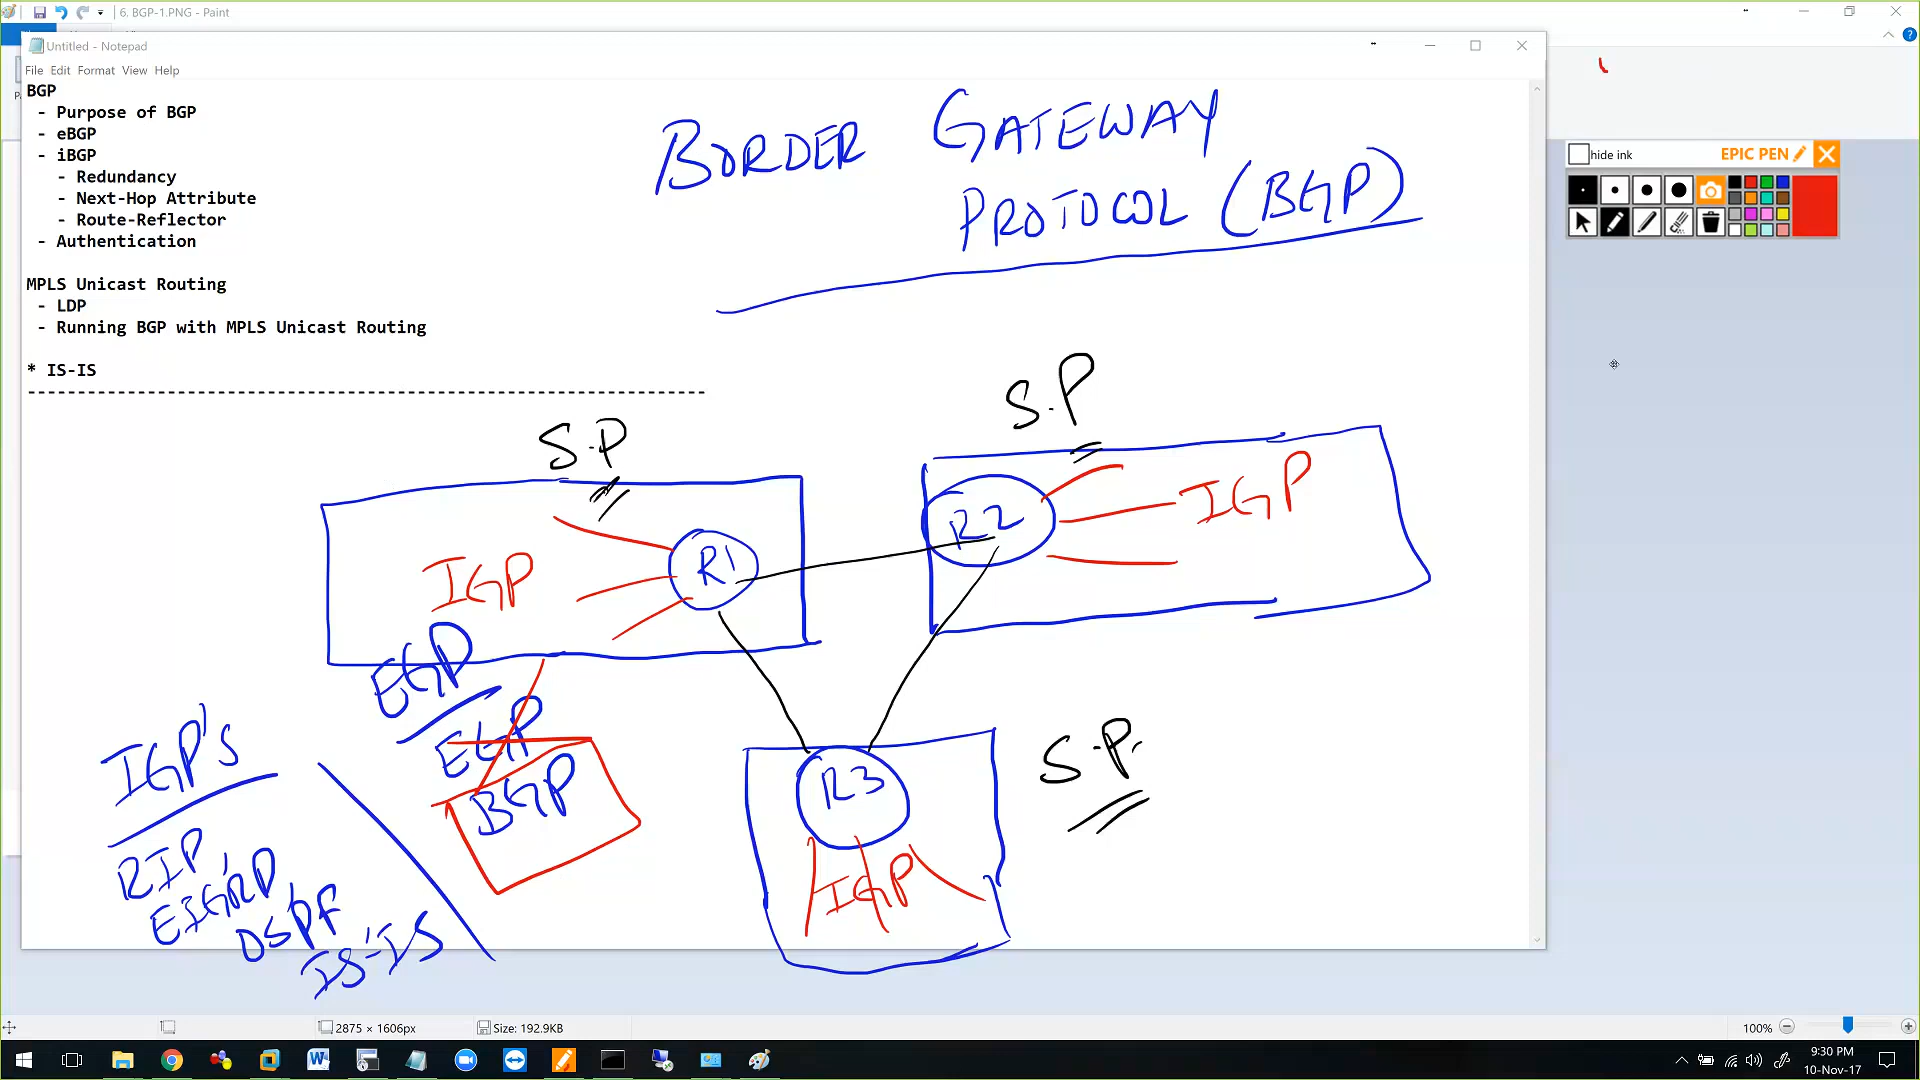 6. BGP-1.PNG - Paint
Untitled - Notepad
File Edit Format View Help
BGP
- Purpose of BGP
- eBGP
- iBGP
- Redundancy
- Next-Hop Attribute
- Route-Reflector
- Authentication
MPLS Unicast Routing
- LDP
- Running BGP with MPLS Unicast Routing
* IS-IS
--------------------------------------------------------------------
BORDER GATEWAY
PROTOCOL (BGP)
hide ink EPIC PEN
S.P
S.P
IGP
R1
R2
IGP
EGP
EGP
BGP
IGP's
RIP
EIGRP
OSPF
IS-IS
R3
IGP
S.P.
2875 × 1606px
Size: 192.9KB
100%
9:30 PM
10-Nov-17